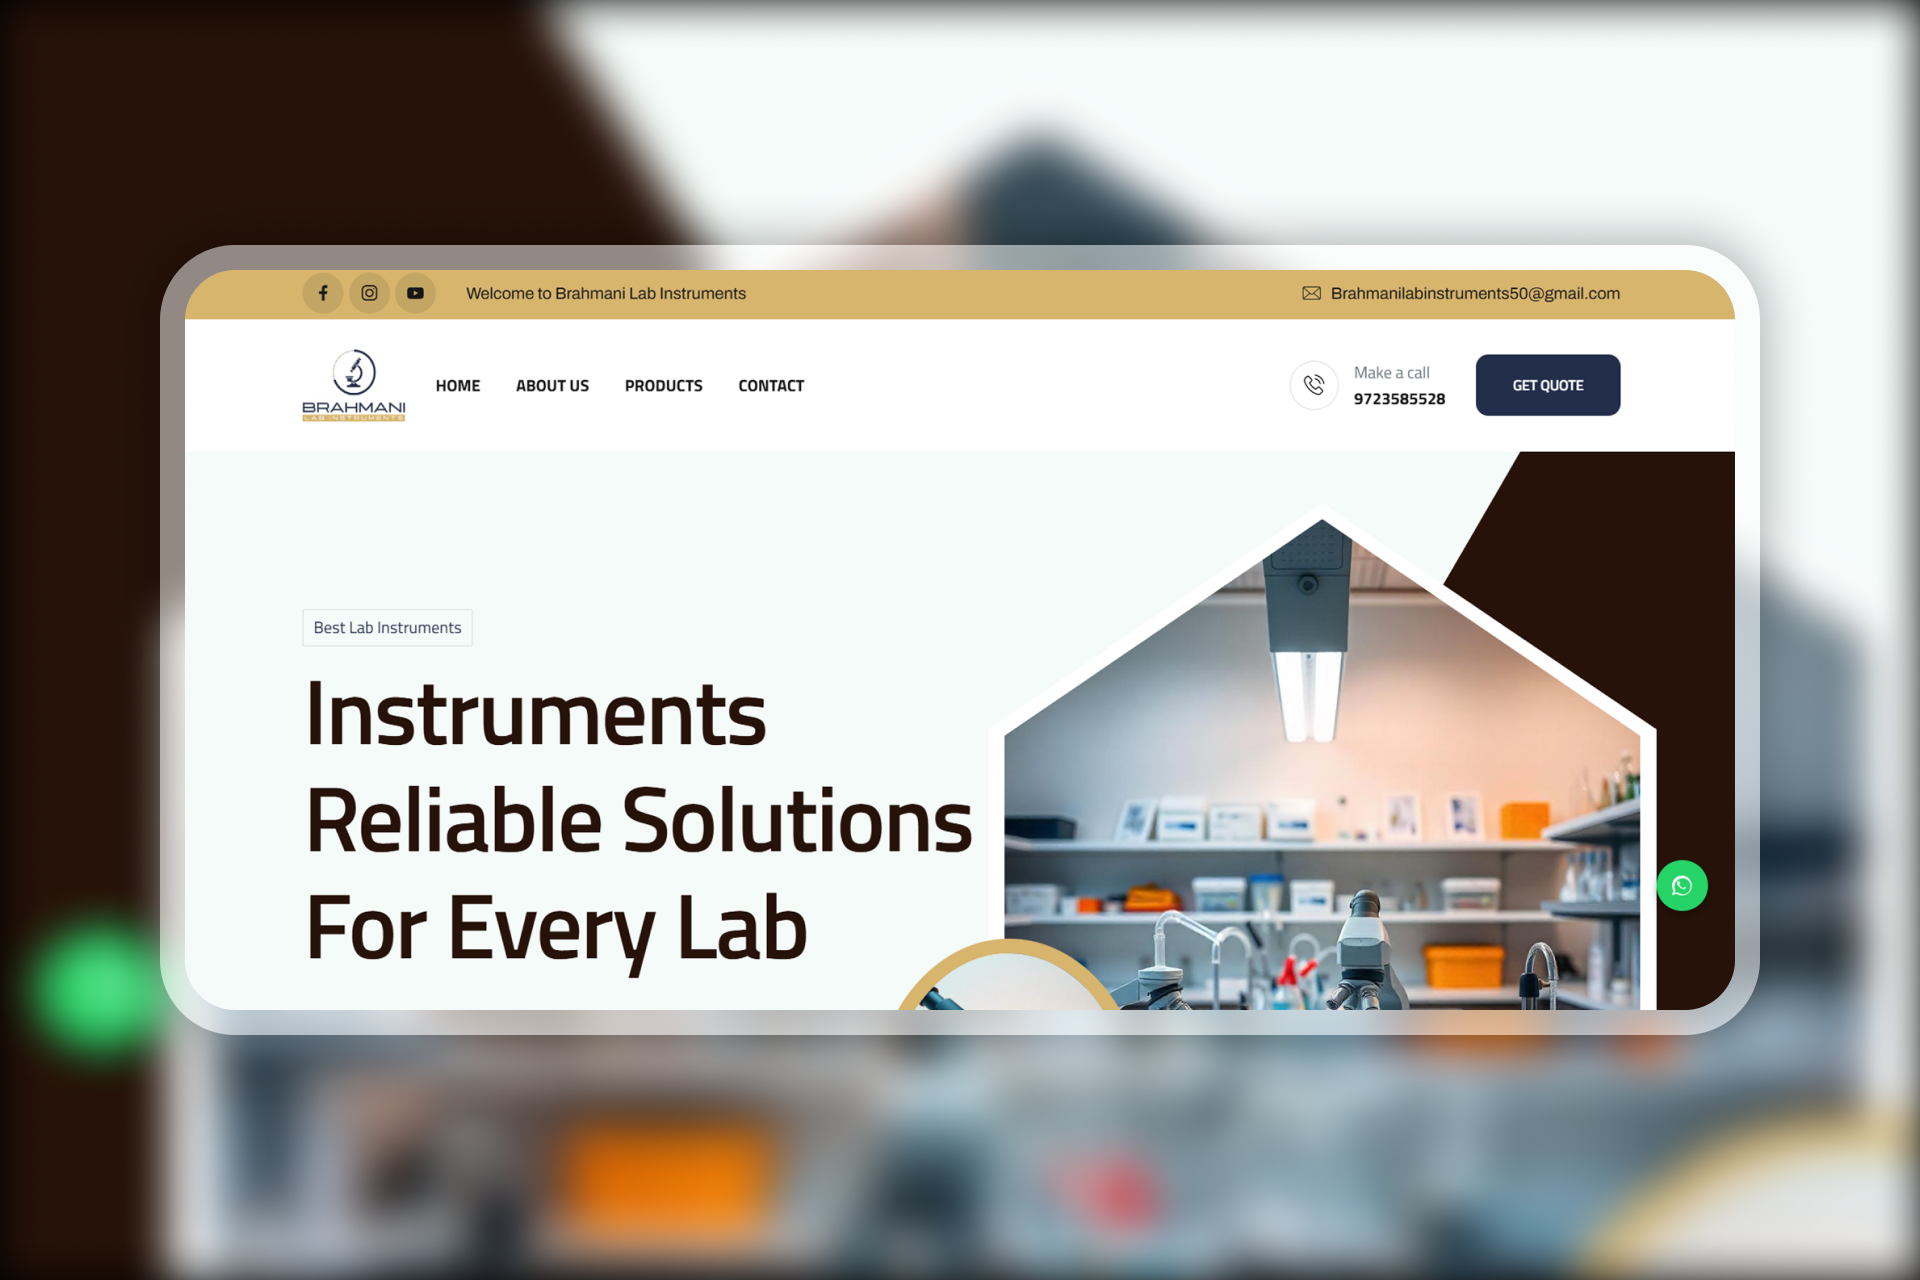 Welcome to Brahmani Lab Instruments
Brahmanilabinstruments50@gmail.com
BRAHMANI
LAB INSTRUMENTS
HOME
ABOUT US
PRODUCTS
CONTACT
Make a call
9723585528
GET QUOTE
Best Lab Instruments
Instruments
Reliable Solutions
For Every Lab